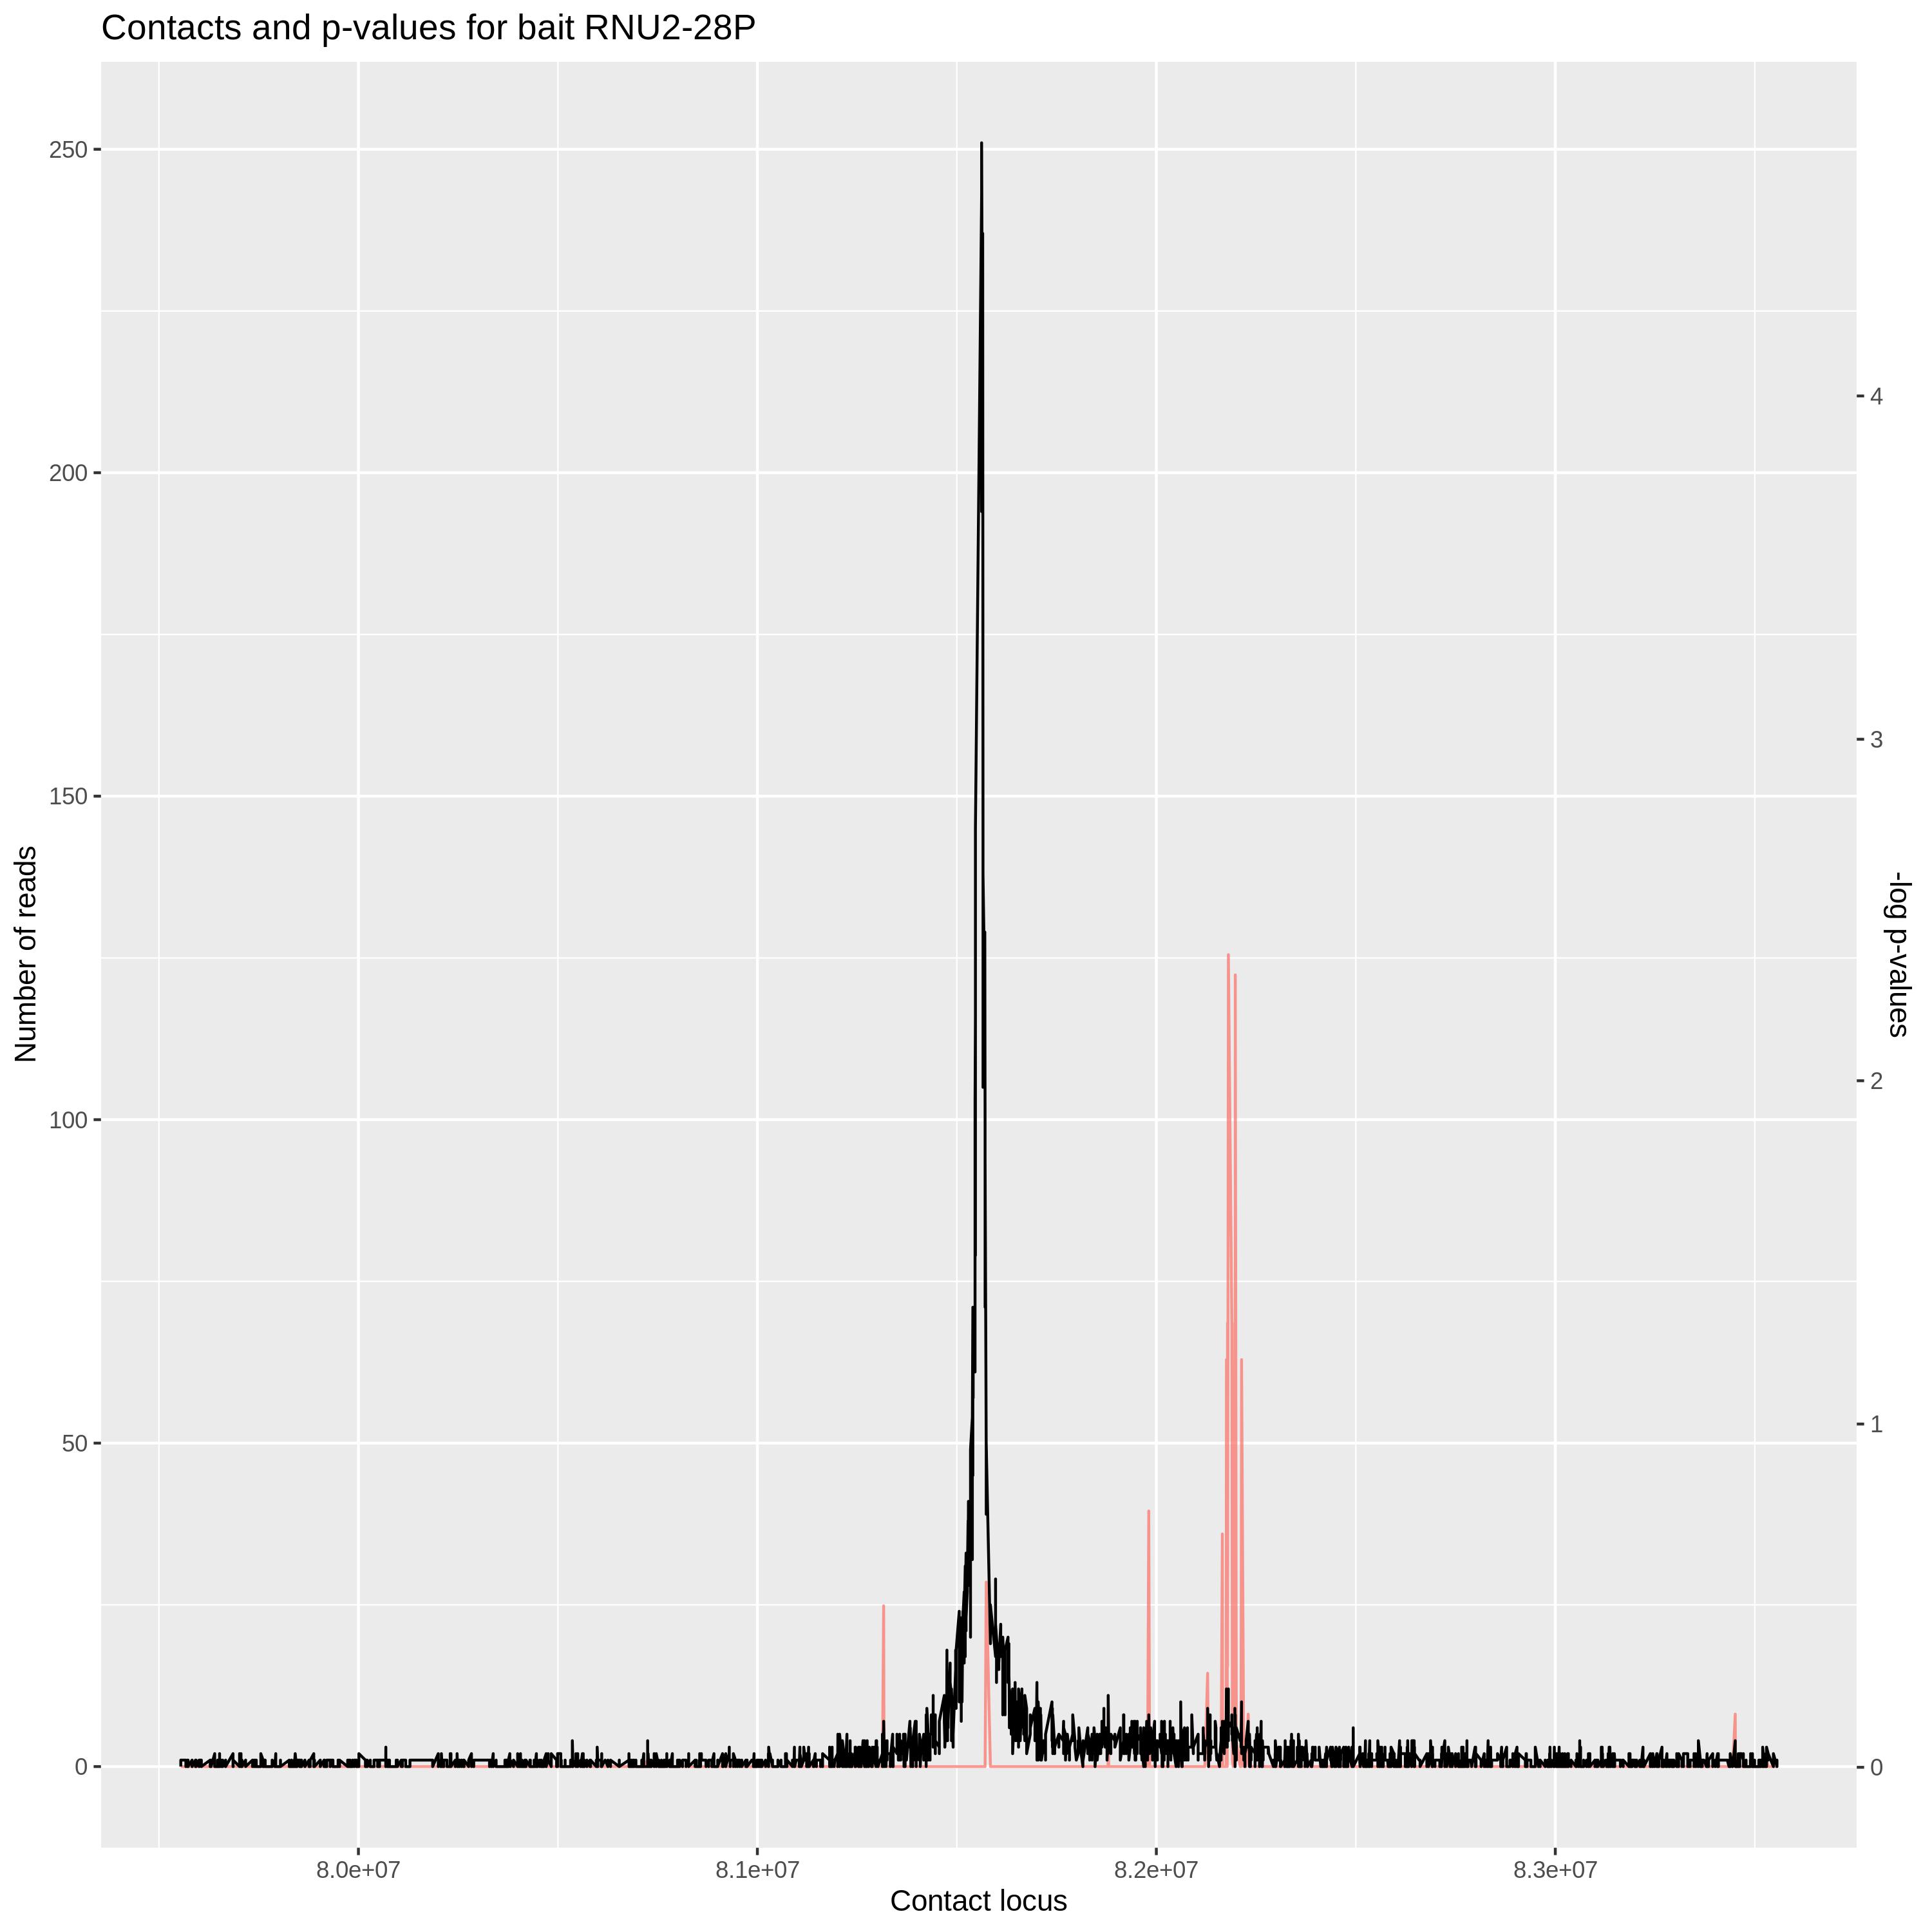 Contacts and p-values for bait RNU2-28P
250
200
150
100
50
0
Number of reads
4
3
2
1
0
-log p-values
8.0e+07
8.1e+07
8.2e+07
8.3e+07
Contact locus